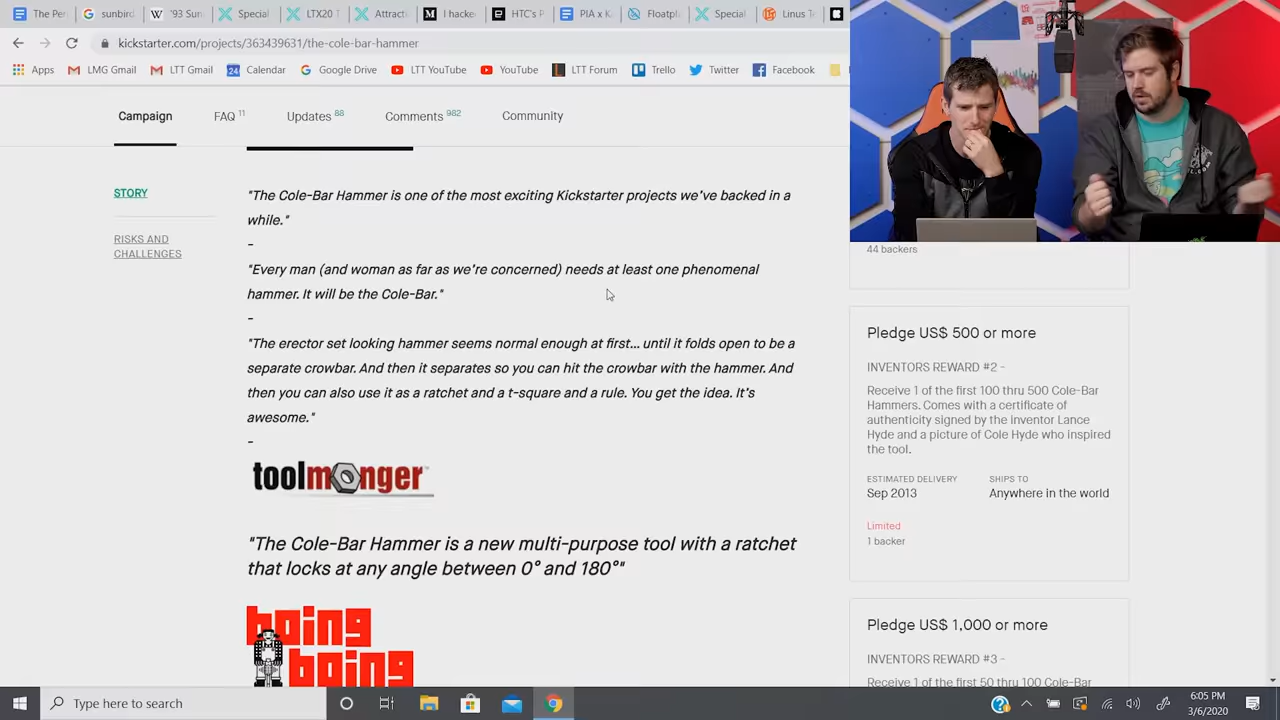 The Tir
sunbird.
'93 Sun
Special
LTX20
Attracti
I hacke
HTC's F
PIA x K
Floatpl
Special
Linus Te
kickstarter.com/projects/363439631/the-cole-bar-hammer
Apps
LMG Gmail
LTT Gmail
Calendar
Google Drive
LTT YouTube
YouTube
LTT Forum
Trello
Twitter
Facebook
Campaign
FAQ 11
Updates 88
Comments 982
Community
STORY
RISKS AND
CHALLENGES
"The Cole-Bar Hammer is one of the most exciting Kickstarter projects we've backed in a
while."
-
"Every man (and woman as far as we're concerned) needs at least one phenomenal
hammer. It will be the Cole-Bar."
-
"The erector set looking hammer seems normal enough at first... until it folds open to be a
separate crowbar. And then it separates so you can hit the crowbar with the hammer. And
then you can also use it as a ratchet and a t-square and a rule. You get the idea. It's
awesome."
-
toolmonger
"The Cole-Bar Hammer is a new multi-purpose tool with a ratchet
that locks at any angle between 0° and 180°"
boing
boing
44 backers
Pledge US$ 500 or more
INVENTORS REWARD #2 -
Receive 1 of the first 100 thru 500 Cole-Bar
Hammers. Comes with a certificate of
authenticity signed by the inventor Lance
Hyde and a picture of Cole Hyde who inspired
the tool.
ESTIMATED DELIVERY
SHIPS TO
Sep 2013
Anywhere in the world
Limited
1 backer
Pledge US$ 1,000 or more
INVENTORS REWARD #3 -
Receive 1 of the first 50 thru 100 Cole-Bar
Type here to search
6:05 PM
3/6/2020